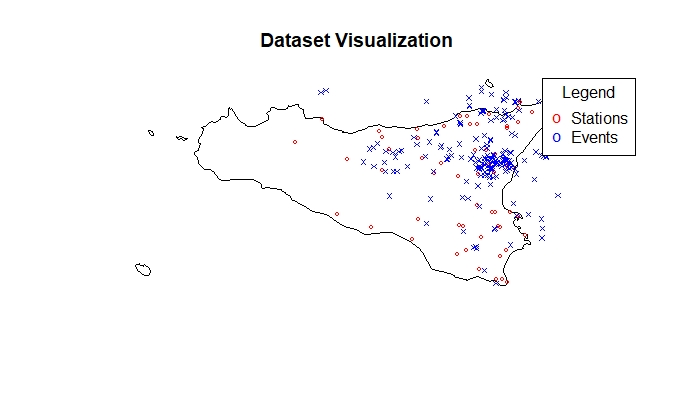 Dataset Visualization
Legend
Stations
Events